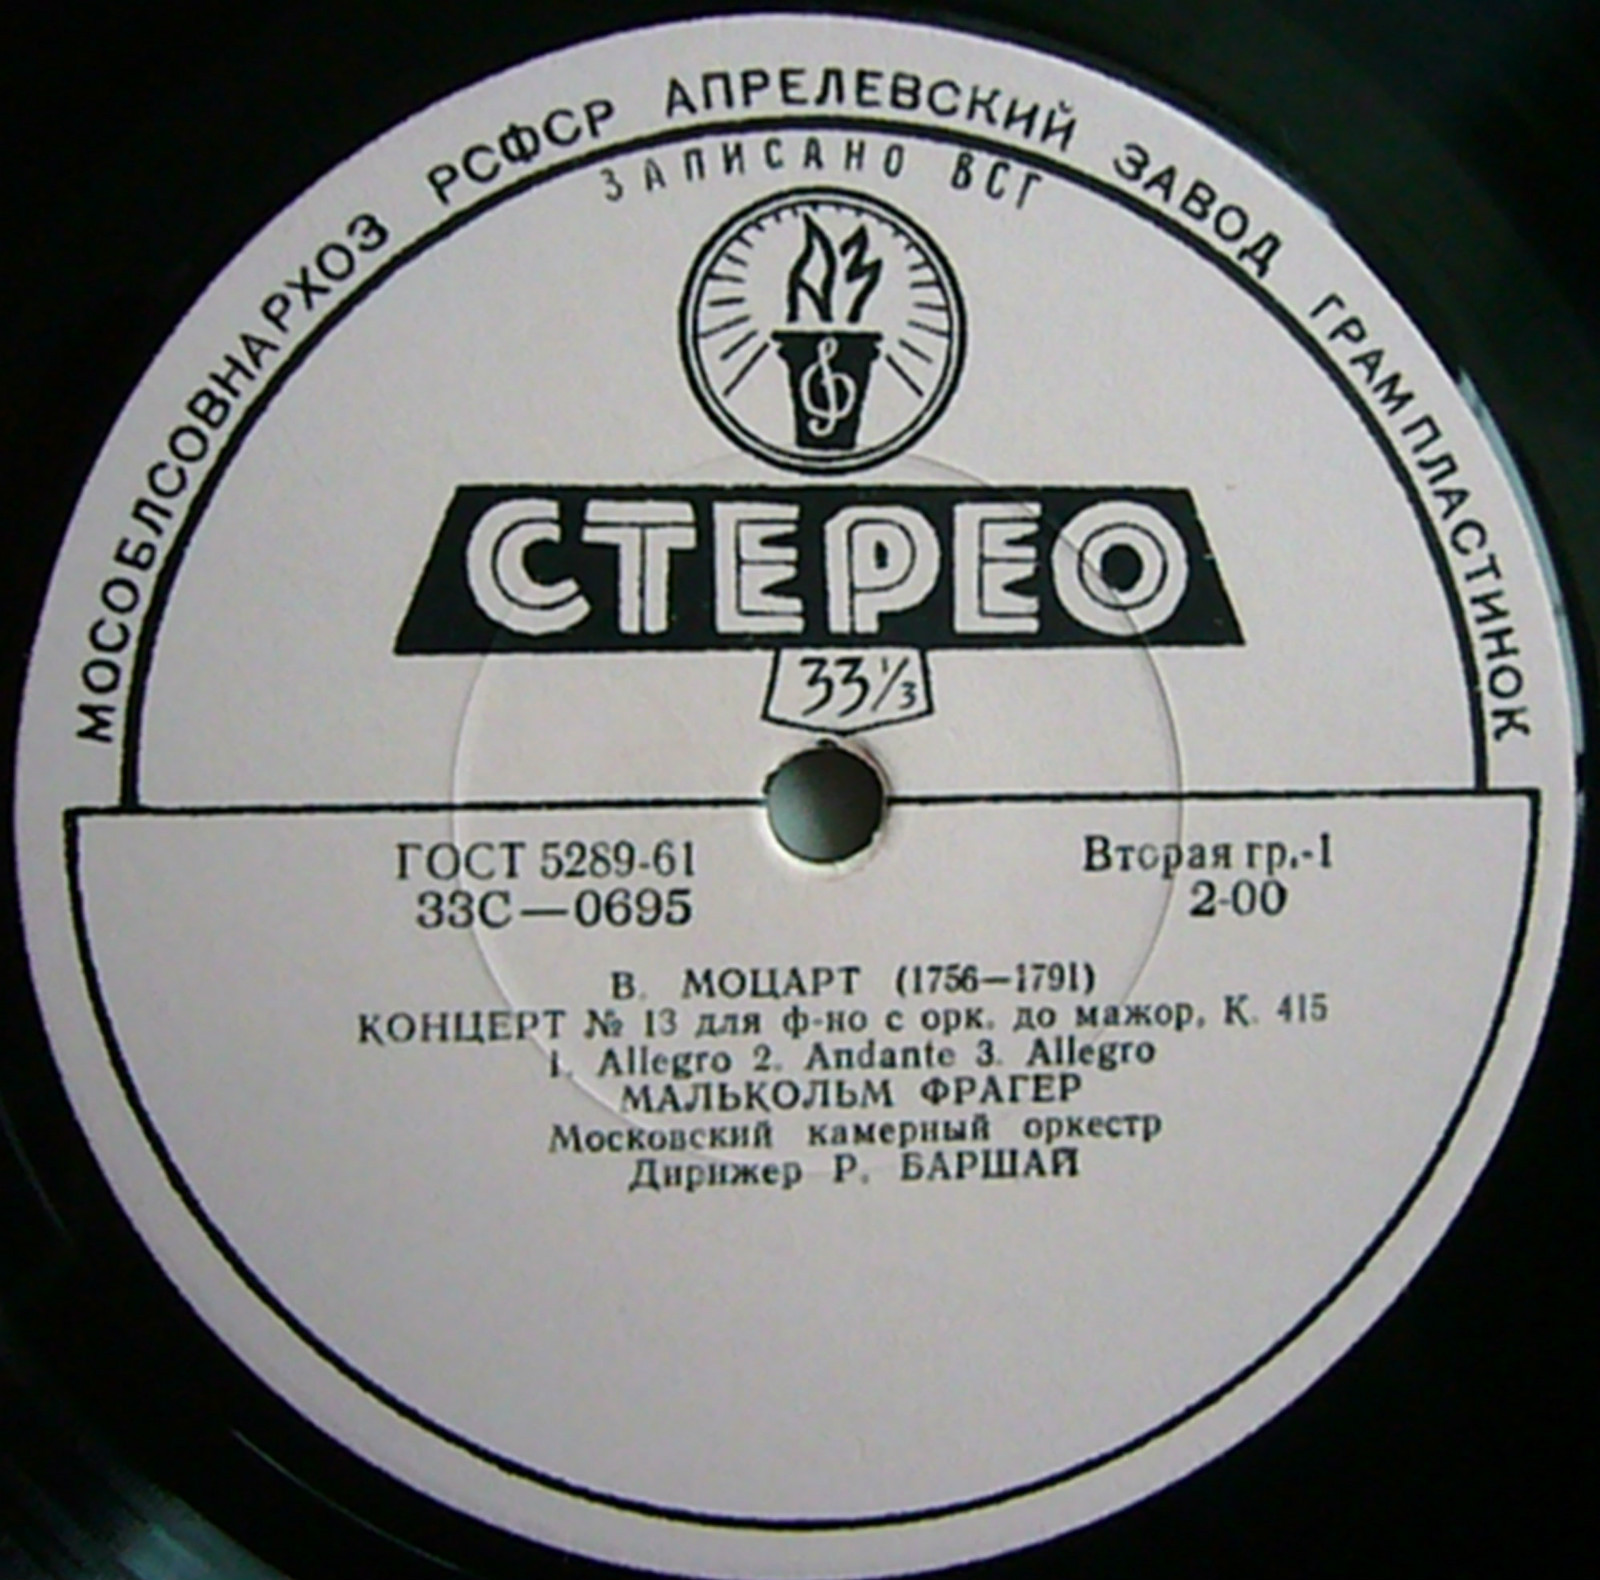 МОСОБЛСОВНАРХОЗ РСФСР АПРЕЛЕВСКИЙ ЗАВОД ГРАМПЛАСТИНОК
ЗАПИСАНО ВСГ
АЗ
СТЕРЕО
33 1/3
ГОСТ 5289-61
33С—0695
Вторая гр.-1
2-00
В. МОЦАРТ (1756—1791)
КОНЦЕРТ № 13 для ф-но с орк. до мажор, К. 415
1. Allegro 2. Andante 3. Allegro
МАЛЬКОЛЬМ ФРАГЕР
Московский камерный оркестр
Дирижер Р. БАРШАЙ